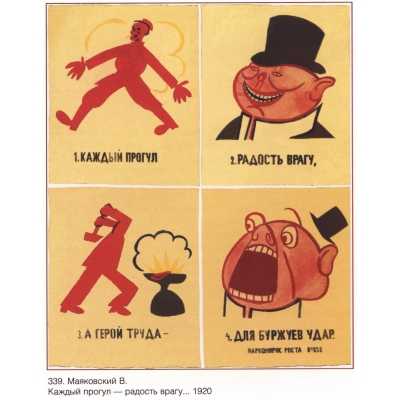 1. КАЖДЫЙ ПРОГУЛ
2. РАДОСТЬ ВРАГУ,
3. А ГЕРОЙ ТРУДА –
4. ДЛЯ БУРЖУЕВ УДАР.
НАРКОМПРОС РОСТА №858
339. Маяковский В.
Каждый прогул — радость врагу... 1920